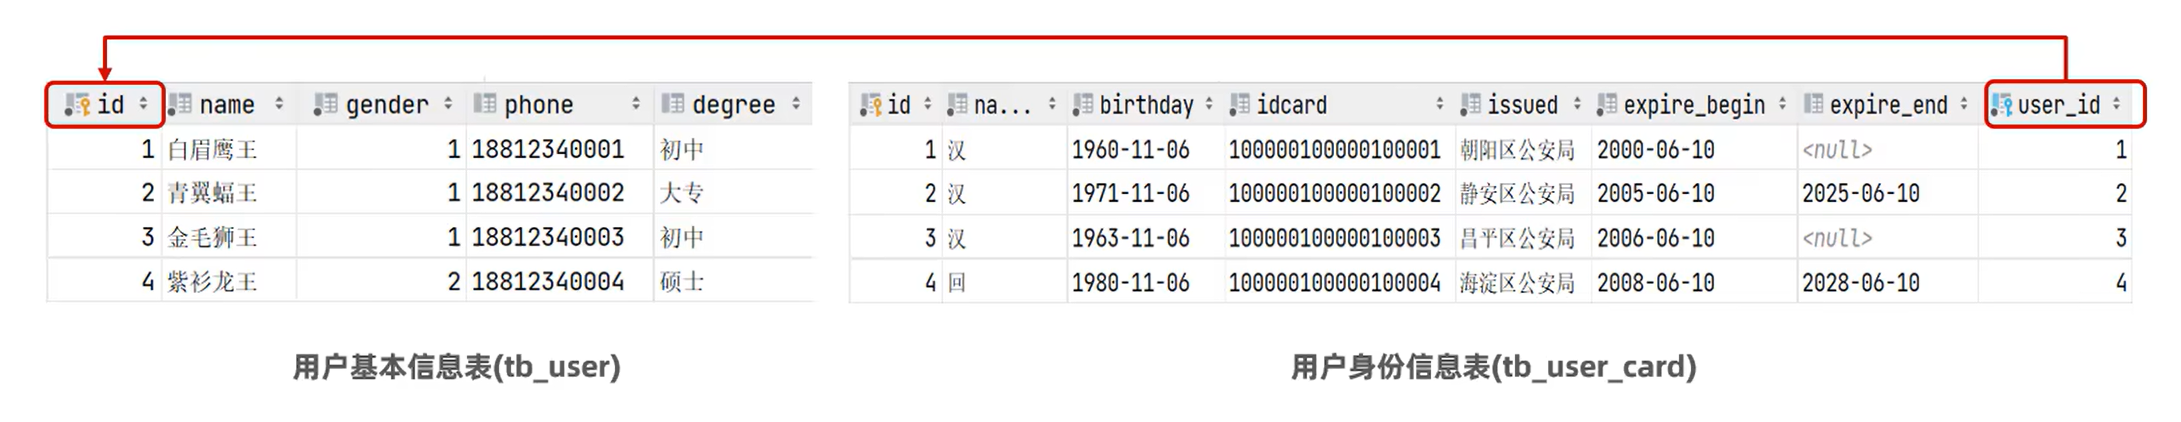 id name gender phone degree id na... birthday idcard issued expire_begin expire_end user_id
1 白眉鹰王 1 18812340001 初中 1 汉 1960-11-06 100000100000100001 朝阳区公安局 2000-06-10 <null> 1
2 青翼蝠王 1 18812340002 大专 2 汉 1971-11-06 100000100000100002 静安区公安局 2005-06-10 2025-06-10 2
3 金毛狮王 1 18812340003 初中 3 汉 1963-11-06 100000100000100003 昌平区公安局 2006-06-10 <null> 3
4 紫衫龙王 2 18812340004 硕士 4 回 1980-11-06 100000100000100004 海淀区公安局 2008-06-10 2028-06-10 4
用户基本信息表(tb_user) 用户身份信息表(tb_user_card)